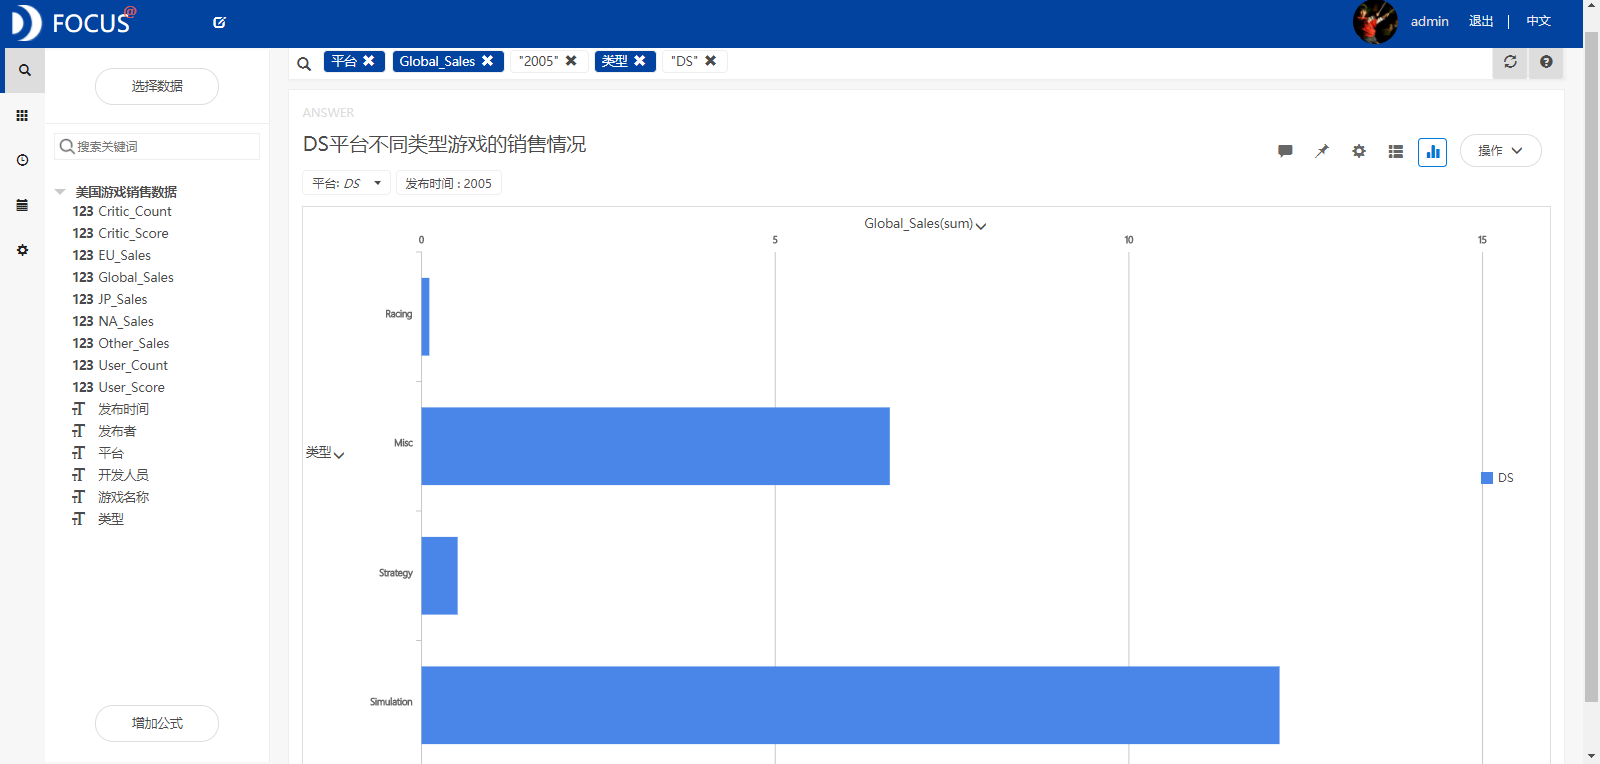 FOCUS@
admin 退出 | 中文
平台 ✖ Global_Sales ✖ "2005" ✖ 类型 ✖ "DS" ✖
选择数据
搜索关键词
美国游戏销售数据
123 Critic_Count
123 Critic_Score
123 EU_Sales
123 Global_Sales
123 JP_Sales
123 NA_Sales
123 Other_Sales
123 User_Count
123 User_Score
发布时间
发布者
平台
开发人员
游戏名称
类型
增加公式
ANSWER
DS平台不同类型游戏的销售情况
操作
平台: DS
发布时间 : 2005
Global_Sales(sum)
0 5 10 15
Racing
Misc
类型
Strategy
Simulation
DS